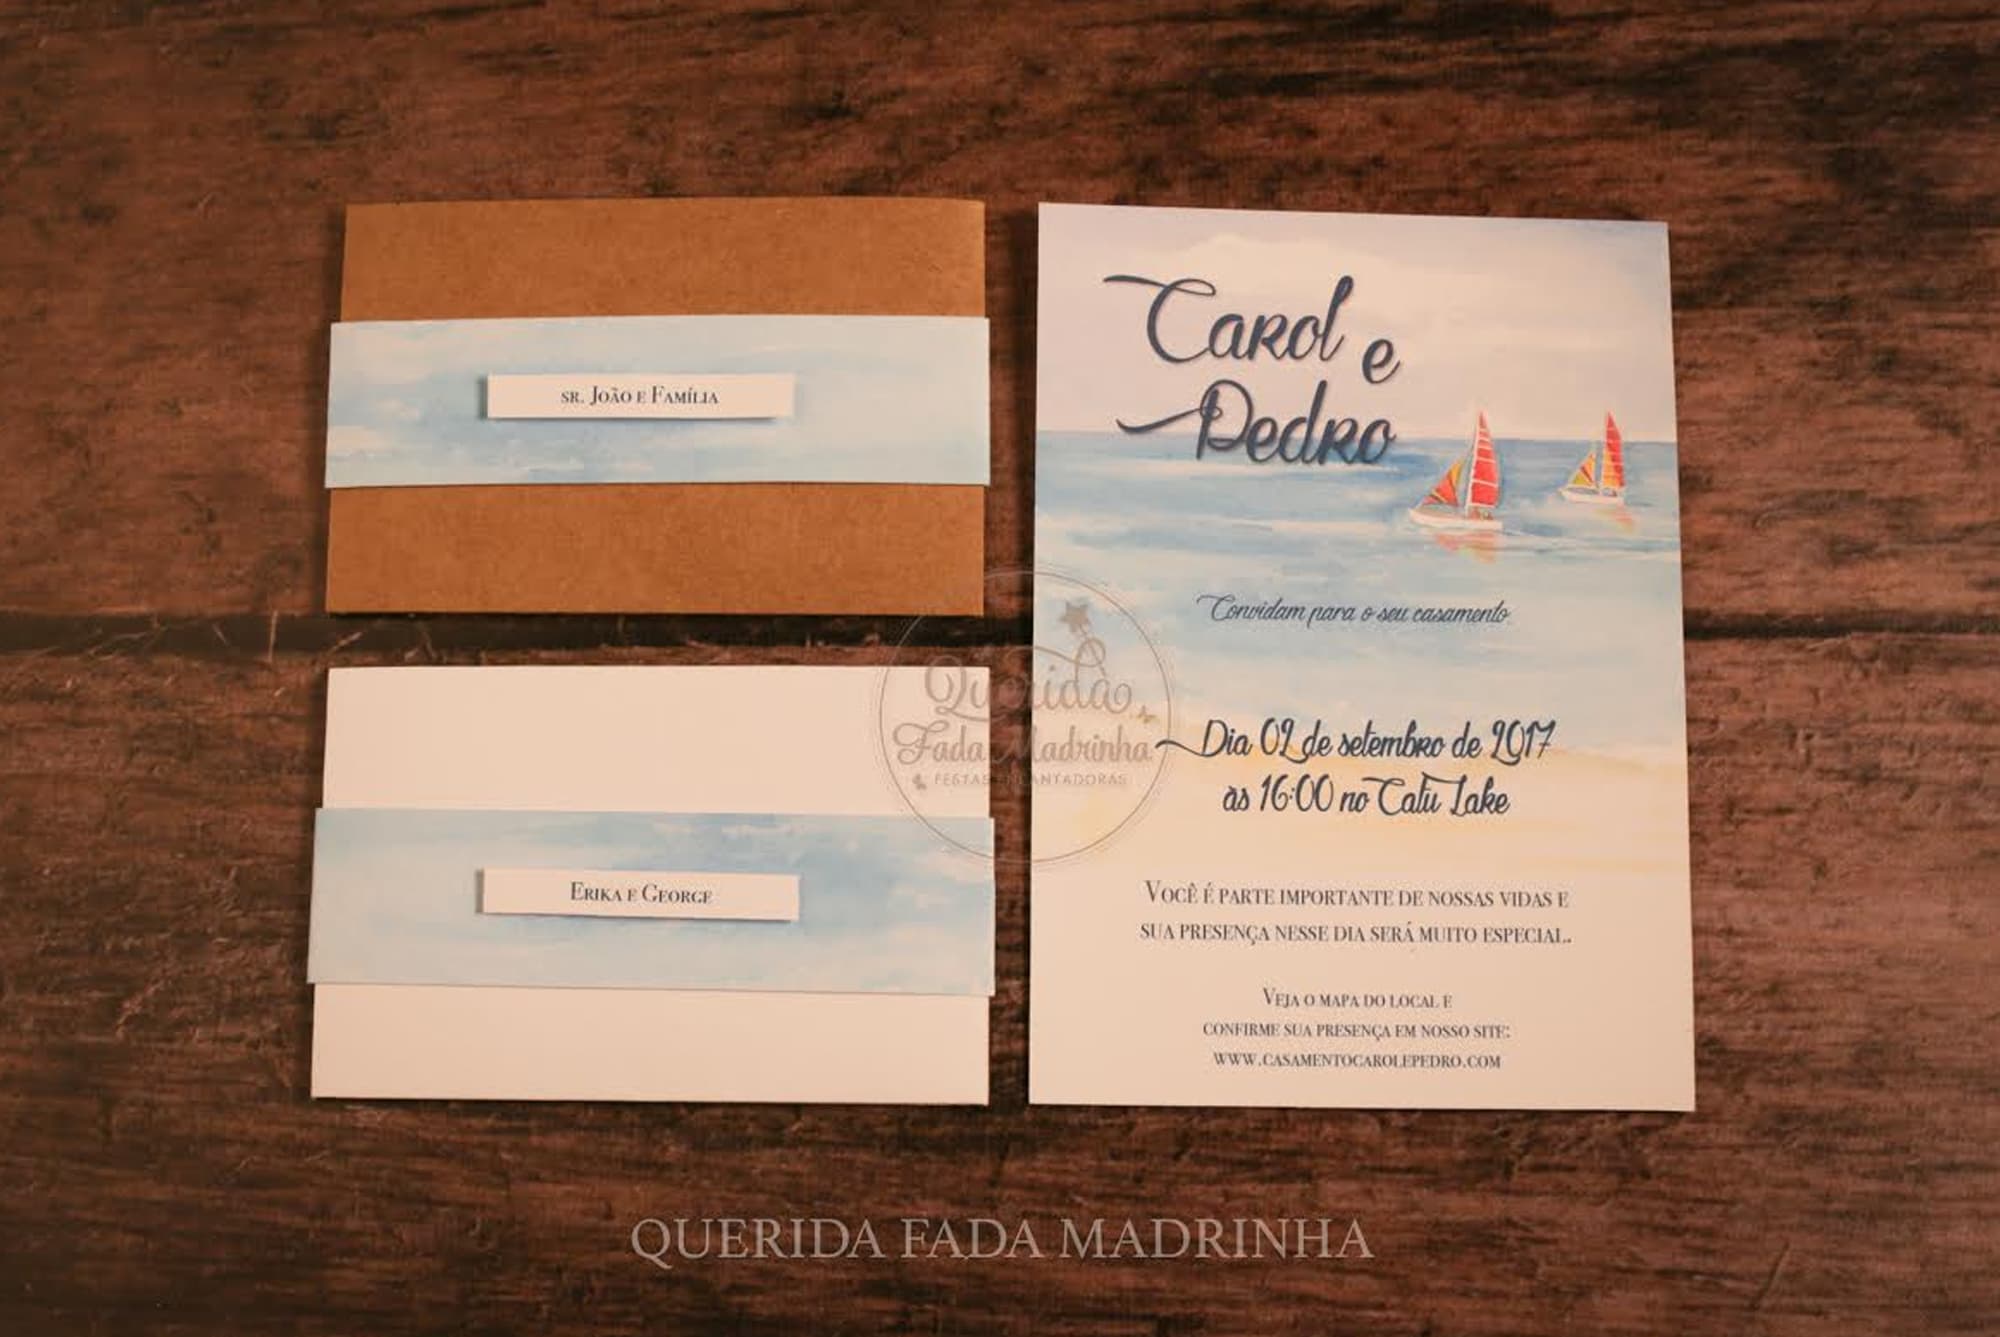 sr. João e Família
Erika e George
Carol e
Pedro
Convidam para o seu casamento
Dia 02 de setembro de 2017
às 16:00 no Catu Lake
Você é parte importante de nossas vidas e
sua presença nesse dia será muito especial.
Veja o mapa do local e
confirme sua presença em nosso site:
www.casamentocarolepedro.com
Querida
Fada Madrinha
FESTAS ENCANTADORAS
QUERIDA FADA MADRINHA